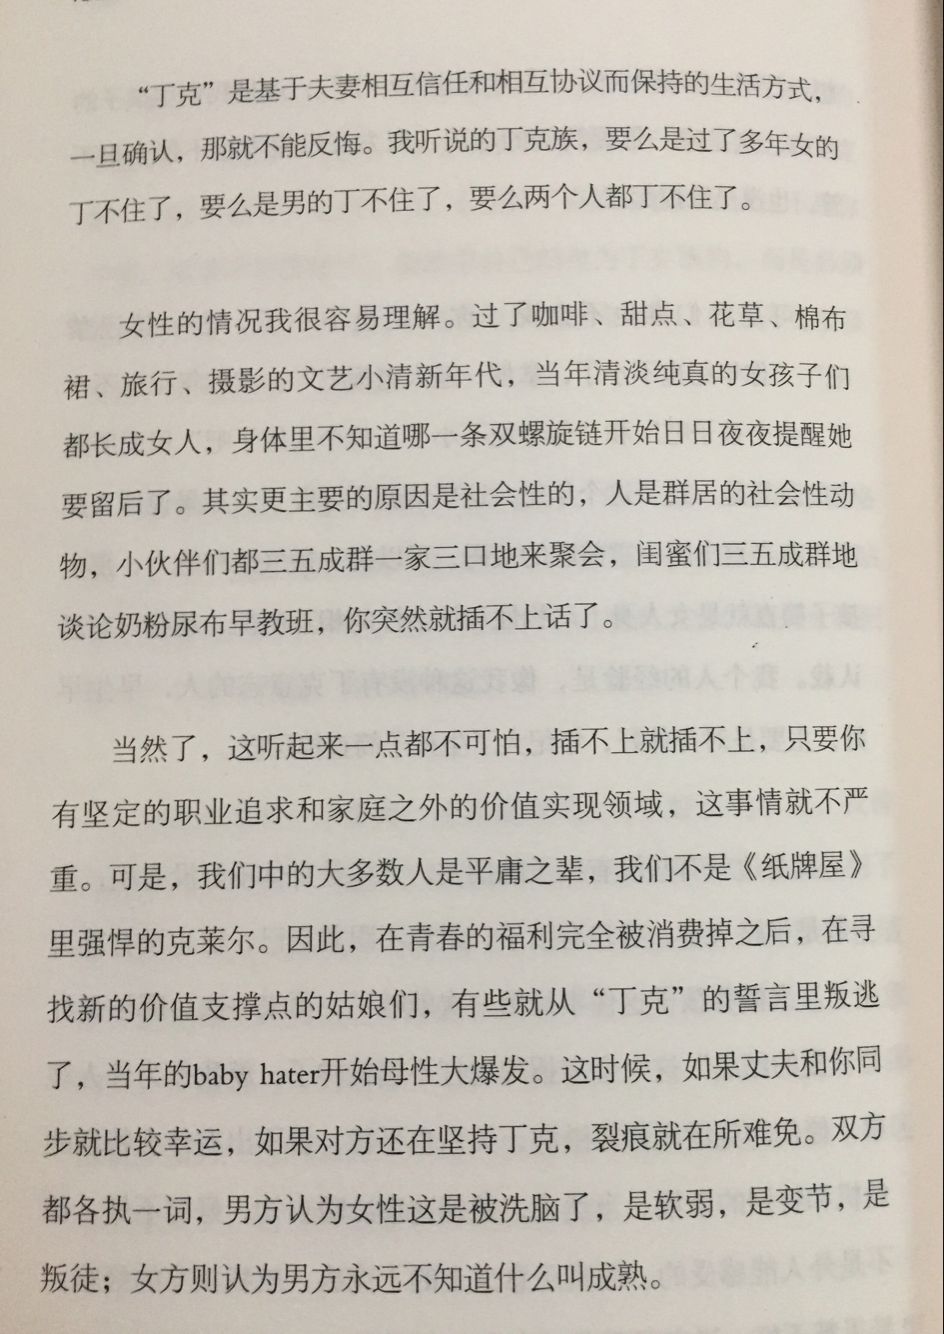 “丁克”是基于夫妻相互信任和相互协议而保持的生活方式，
一旦确认，那就不能反悔。我听说的丁克族，要么是过了多年女的
丁不住了，要么是男的丁不住了，要么两个人都丁不住了。
女性的情况我很容易理解。过了咖啡、甜点、花草、棉布
裙、旅行、摄影的文艺小清新年代，当年清淡纯真的女孩子们
都长成女人，身体里不知道哪一条双螺旋链开始日日夜夜提醒她
要留后了。其实更主要的原因是社会性的，人是群居的社会性动
物，小伙伴们都三五成群一家三口地来聚会，闺蜜们三五成群地
谈论奶粉尿布早教班，你突然就插不上话了。
当然了，这听起来一点都不可怕，插不上就插不上，只要你
有坚定的职业追求和家庭之外的价值实现领域，这事情就不严
重。可是，我们中的大多数人是平庸之辈，我们不是《纸牌屋》
里强悍的克莱尔。因此，在青春的福利完全被消费掉之后，在寻
找新的价值支撑点的姑娘们，有些就从“丁克”的誓言里叛逃
了，当年的baby hater开始母性大爆发。这时候，如果丈夫和你同
步就比较幸运，如果对方还在坚持丁克，裂痕就在所难免。双方
都各执一词，男方认为女性这是被洗脑了，是软弱，是变节，是
叛徒；女方则认为男方永远不知道什么叫成熟。